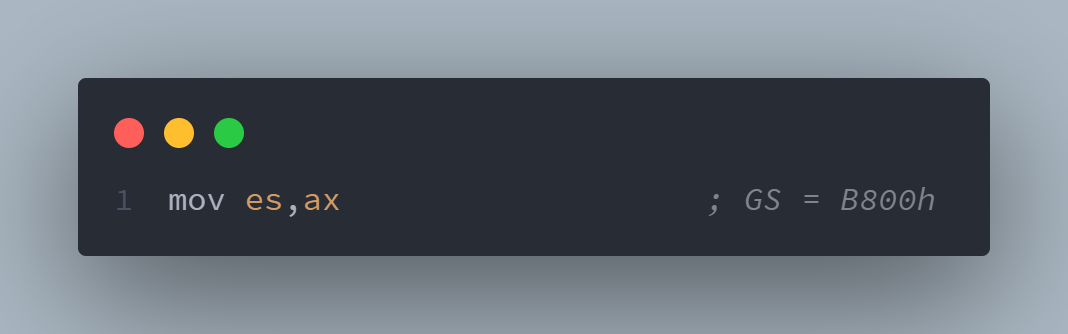 1 mov es,ax ; GS = B800h